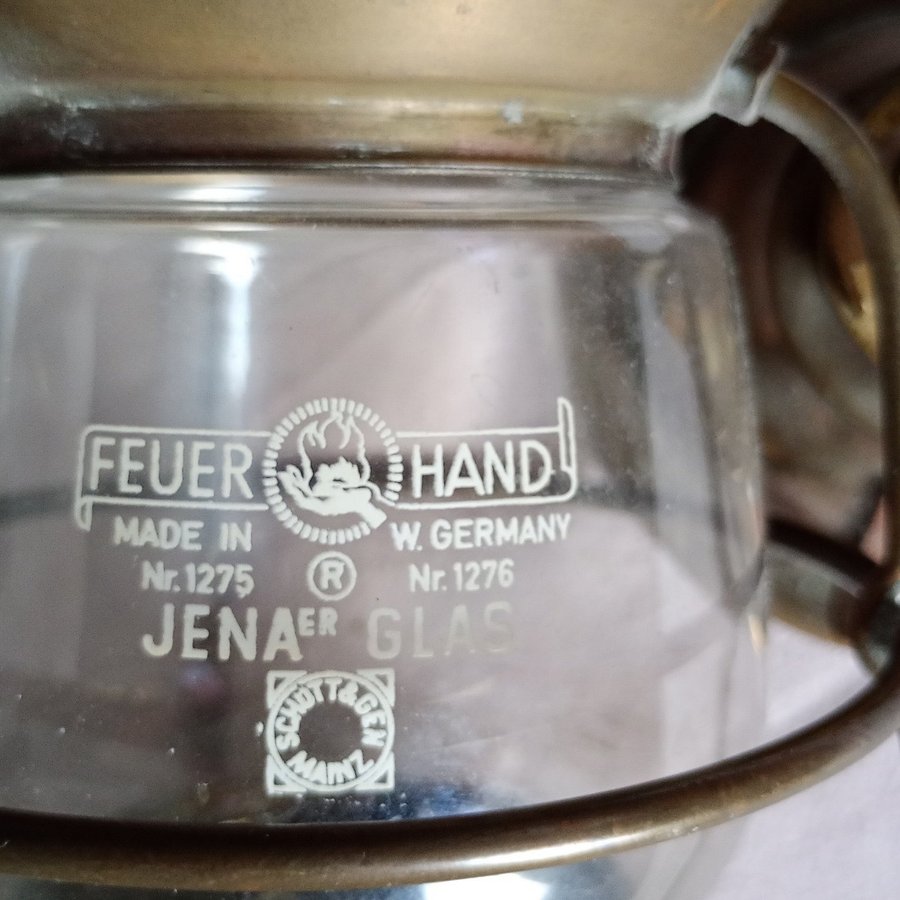 FEUER HAND
MADE IN W. GERMANY
Nr. 1275 ® Nr. 1276
JENAER GLAS
SCHOTT & GEN
MAINZ